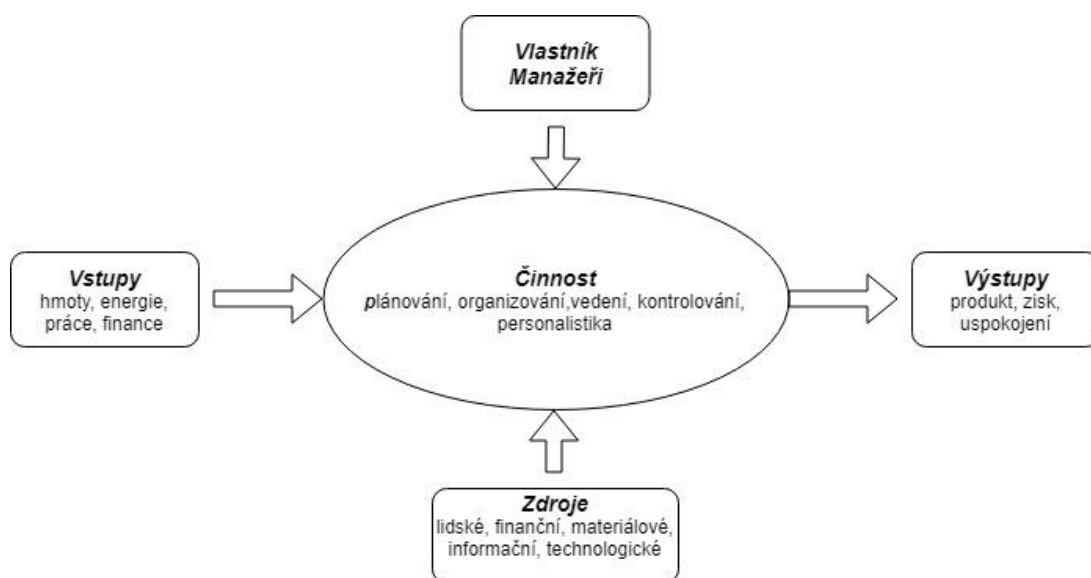 Vlastník
Manažeři
Vstupy
hmoty, energie,
práce, finance
Činnost
plánování, organizování,vedení, kontrolování,
personalistika
Výstupy
produkt, zisk,
uspokojení
Zdroje
lidské, finanční, materiálové,
informační, technologické